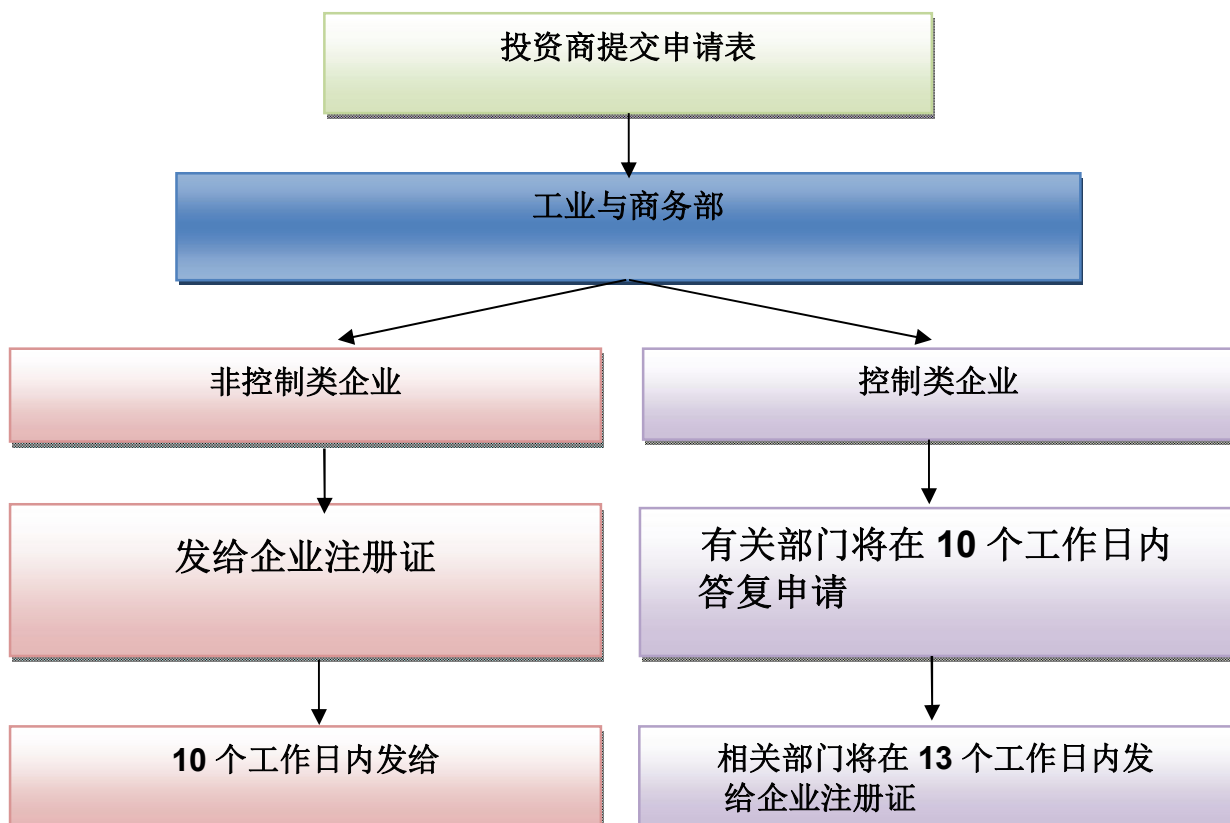 投资商提交申请表
工业与商务部
非控制类企业
控制类企业
发给企业注册证
有关部门将在 10 个工作日内
答复申请
10 个工作日内发给
相关部门将在 13 个工作日内发
给企业注册证